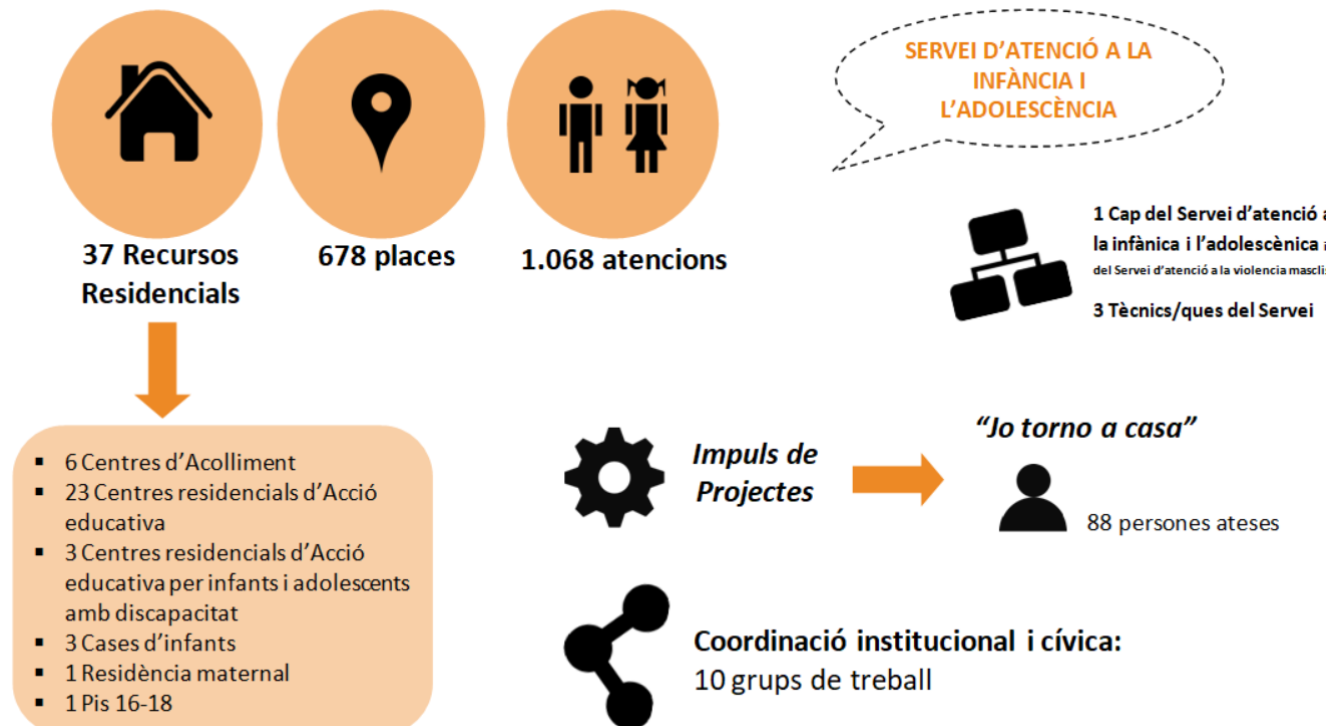 SERVEI D'ATENCIÓ A LA
INFÀNCIA I
L'ADOLESCÈNCIA
37 Recursos
Residencials
678 places
1.068 atencions
1 Cap del Servei d'atenció a
la infànica i l'adolescènica
del Servei d'atenció a la violencia
3 Tècnics/ques del Servei
▪ 6 Centres d'Acolliment
▪ 23 Centres residencials d'Acció
educativa
▪ 3 Centres residencials d'Acció
educativa per infants i adolescents
amb discapacitat
▪ 3 Cases d'infants
▪ 1 Residència maternal
▪ 1 Pis 16-18
Impuls de
Projectes
"Jo torno a casa"
88 persones ateses
Coordinació institucional i cívica:
10 grups de treball